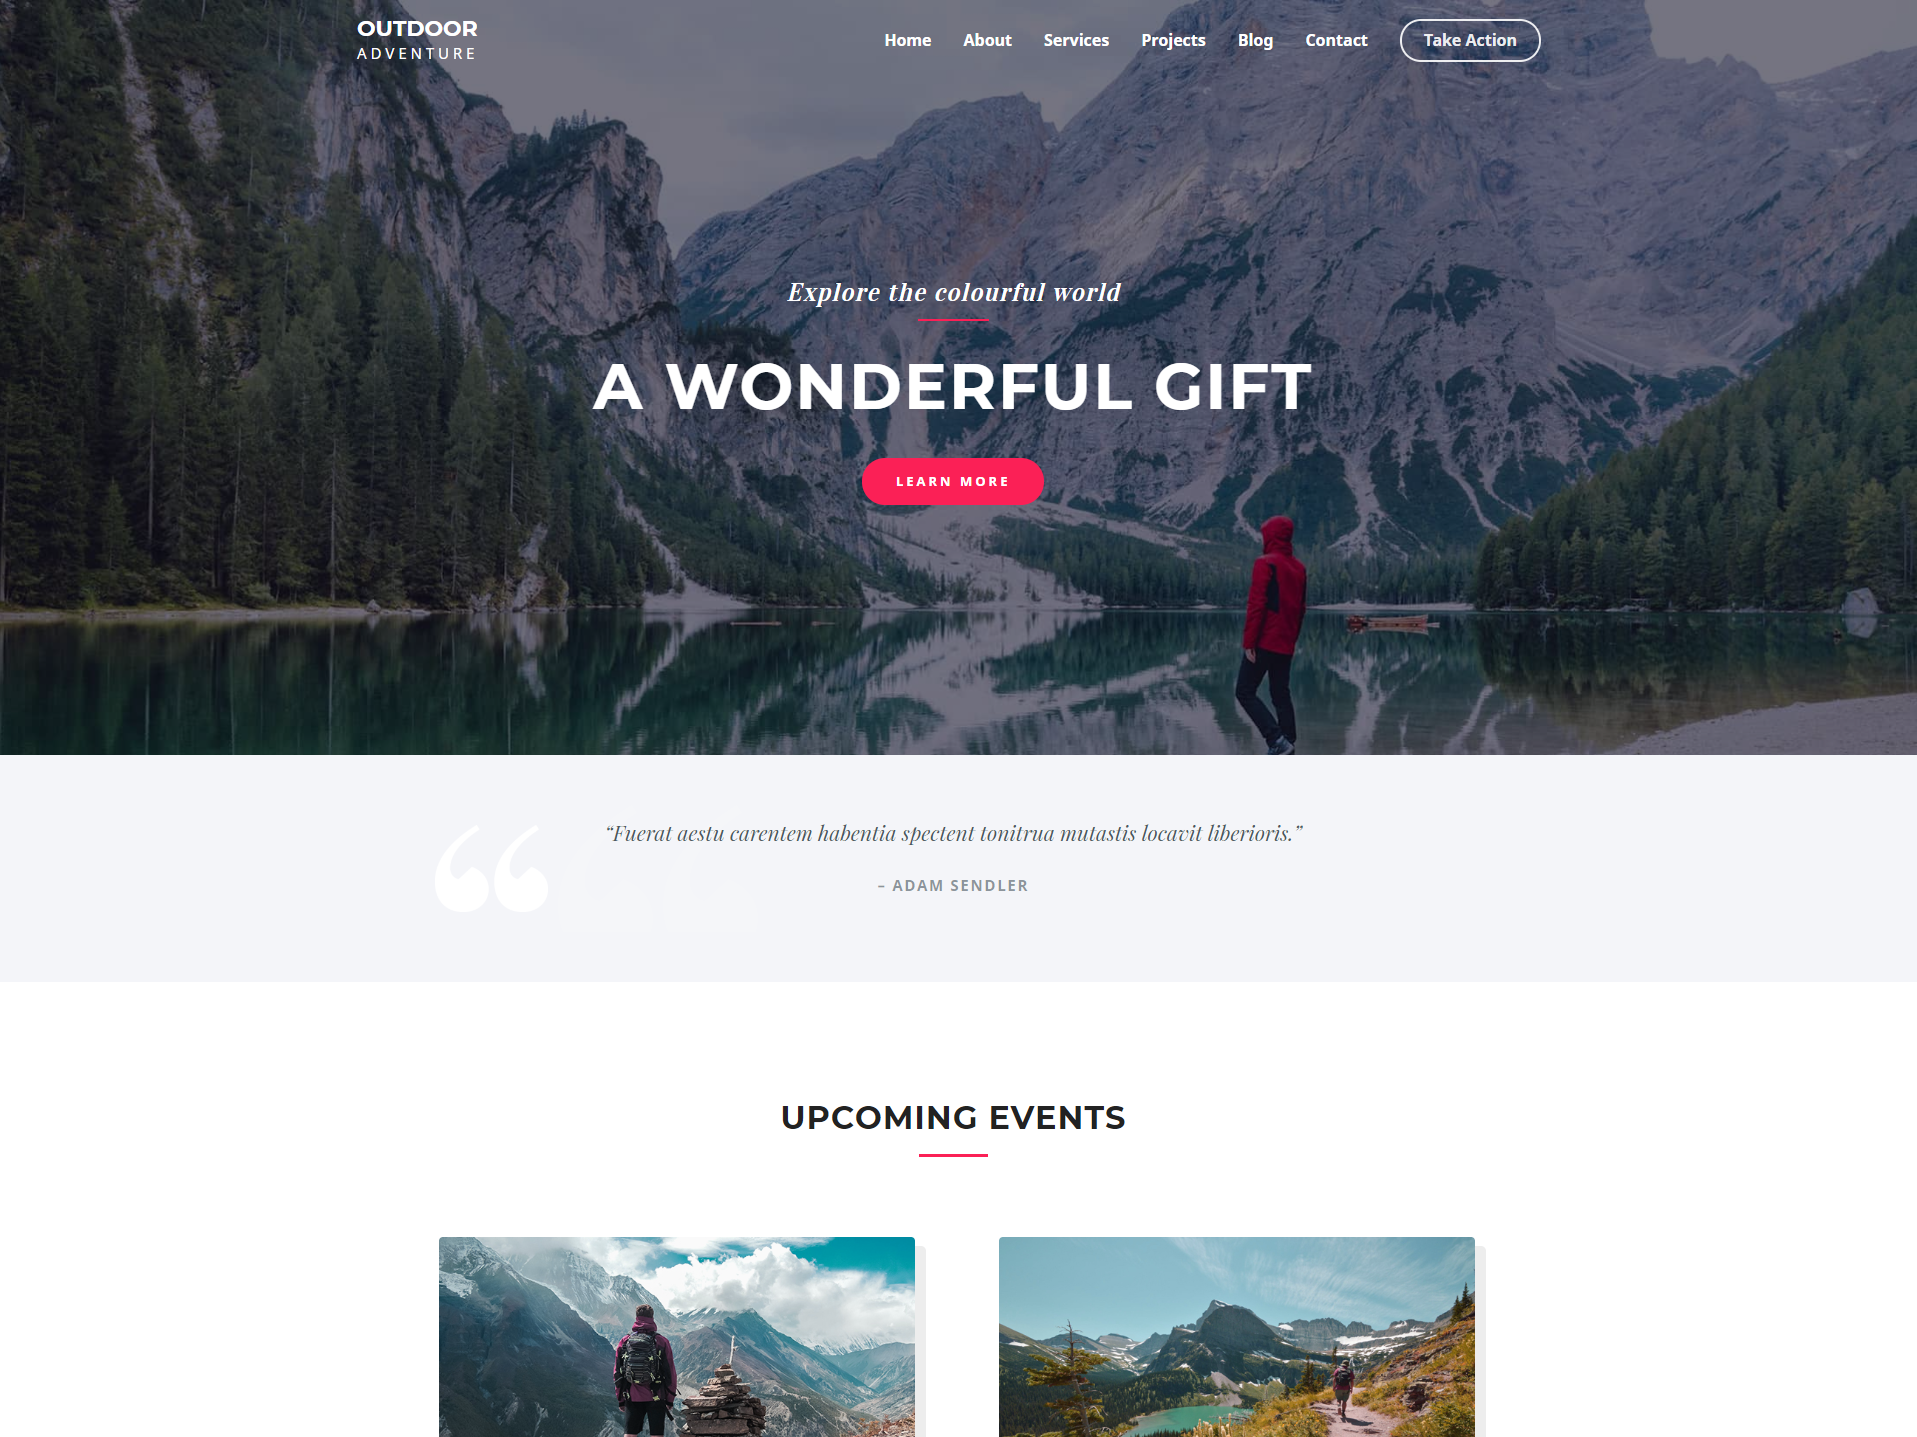 OUTDOOR
ADVENTURE
Home About Services Projects Blog Contact Take Action
Explore the colourful world
A WONDERFUL GIFT
LEARN MORE
“Fuerat aestu carentem habentia spectent tonitrua mutastis locavit liberioris.”
– ADAM SENDLER
UPCOMING EVENTS